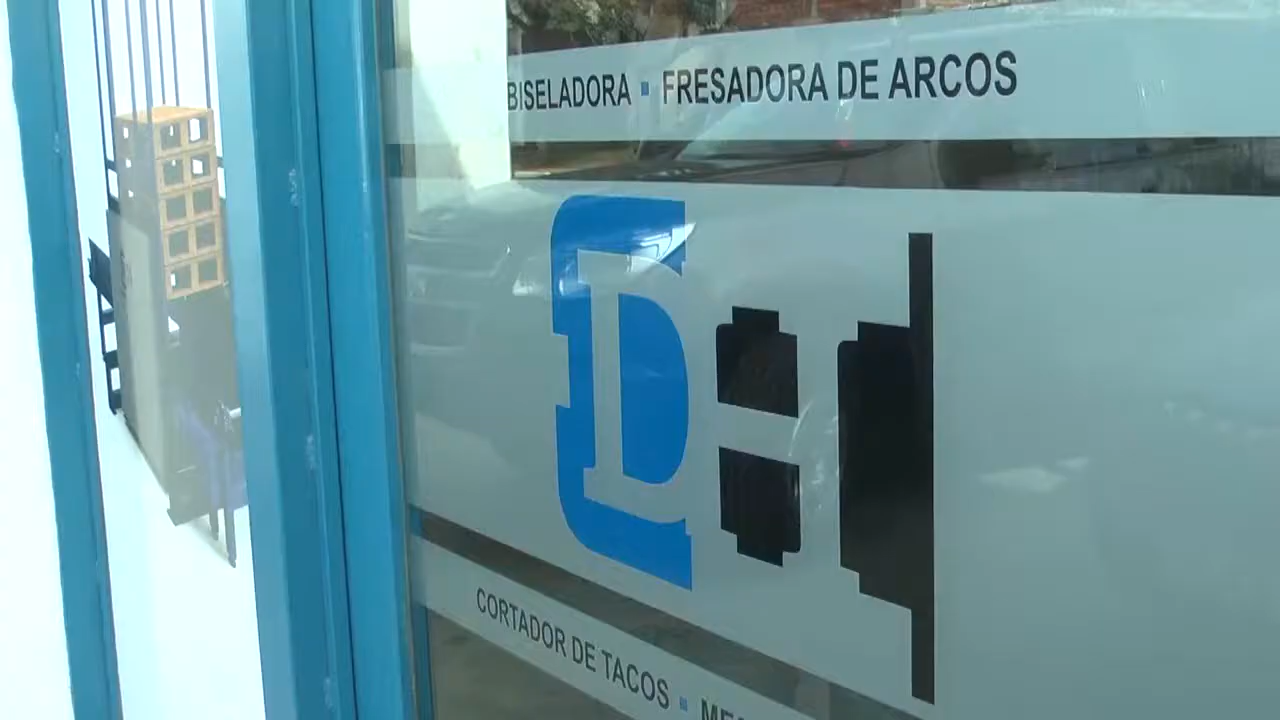 BISELADORA ▪ FRESADORA DE ARCOS
D
CORTADOR DE TACOS ▪